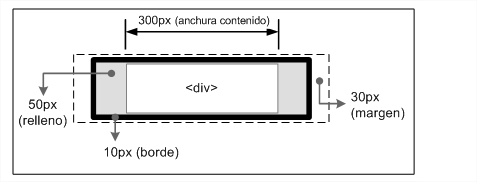 300px (anchura contenido)
<div>
50px
(relleno)
30px
(margen)
10px (borde)